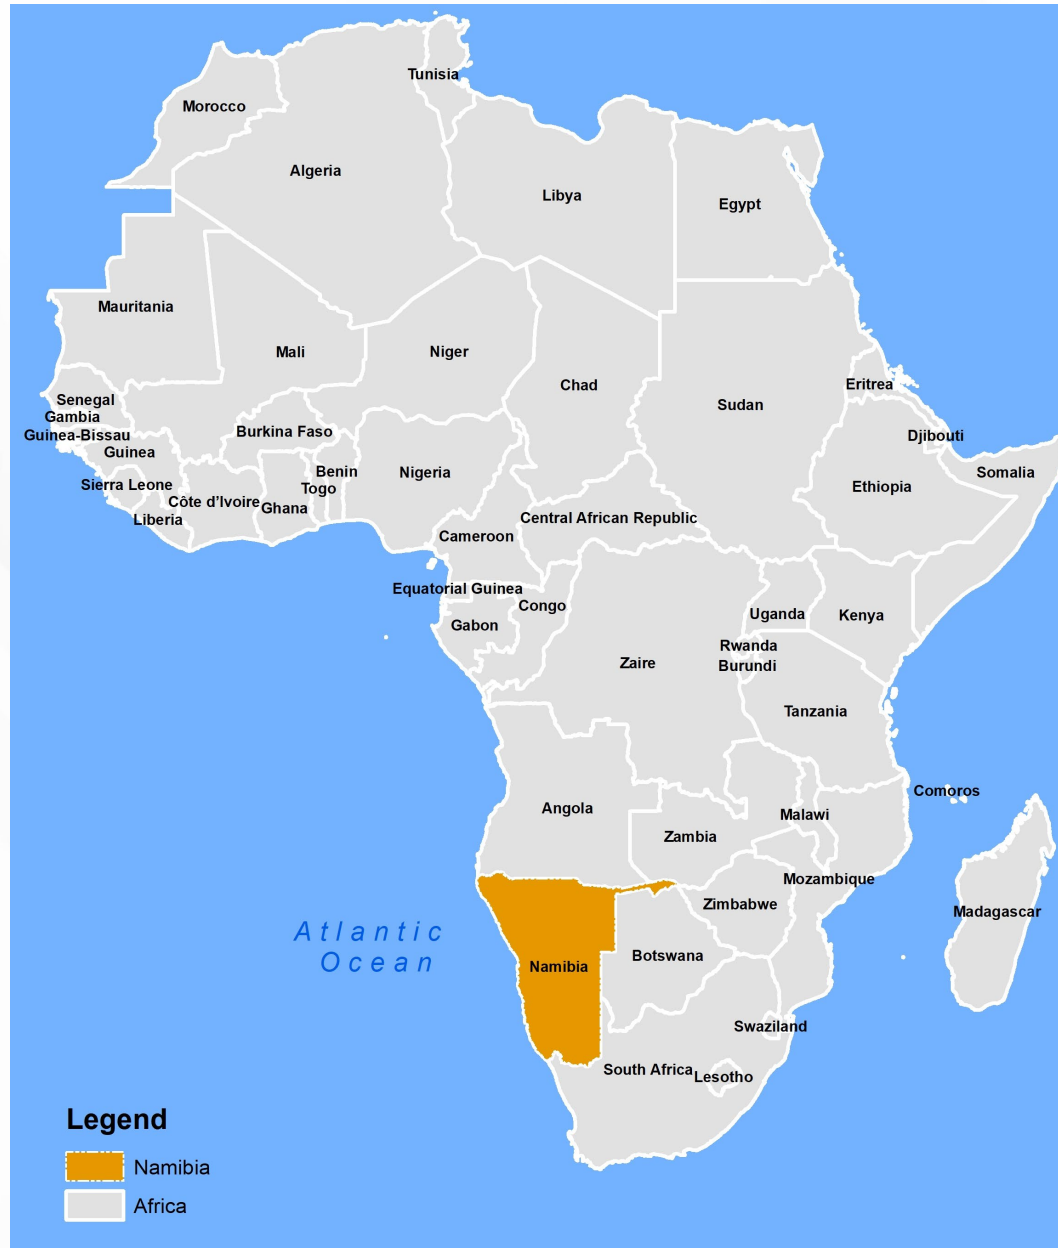 Tunisia
Morocco
Algeria
Libya
Egypt
Mauritania
Mali
Niger
Chad
Sudan
Eritrea
Senegal
Gambia
Guinea-Bissau
Guinea
Burkina Faso
Djibouti
Benin
Nigeria
Somalia
Sierra Leone
Togo
Ethiopia
Côte d'Ivoire
Ghana
Liberia
Central African Republic
Cameroon
Equatorial Guinea
Congo
Uganda
Kenya
Gabon
Rwanda
Zaire
Burundi
Tanzania
Comoros
Angola
Malawi
Zambia
Mozambique
Zimbabwe
Madagascar
Atlantic
Ocean
Botswana
Namibia
Swaziland
South Africa
Lesotho
Legend
Namibia
Africa